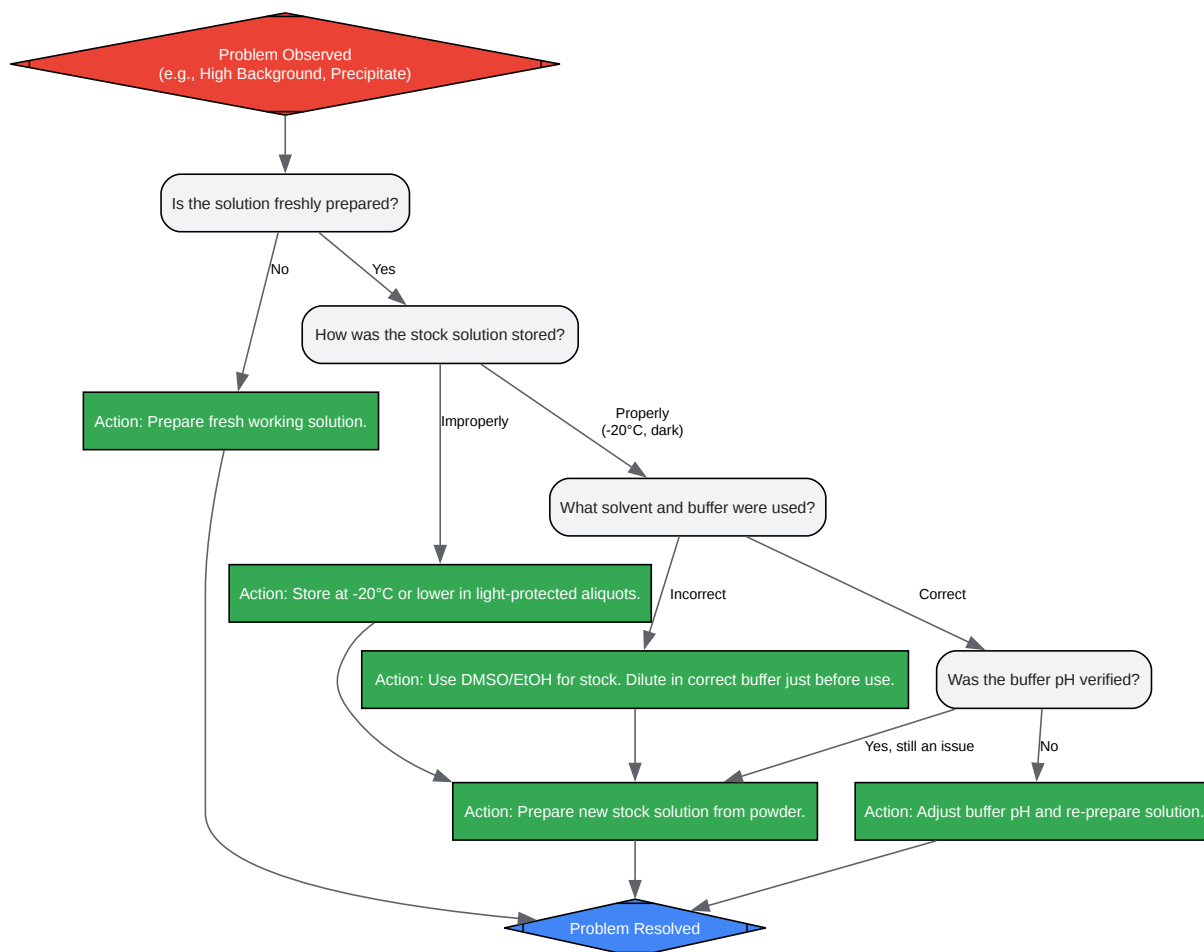 Problem Observed
(e.g., High Background, Precipitate)
Is the solution freshly prepared?
No
Yes
How was the stock solution stored?
Action: Prepare fresh working solution.
Improperly
Properly
(-20°C, dark)
What solvent and buffer were used?
Action: Store at -20°C or lower in light-protected aliquots.
Incorrect
Correct
Action: Use DMSO/EtOH for stock. Dilute in correct buffer just before use.
Was the buffer pH verified?
Yes, still an issue
No
Action: Prepare new stock solution from powder.
Action: Adjust buffer pH and re-prepare solution.
Problem Resolved